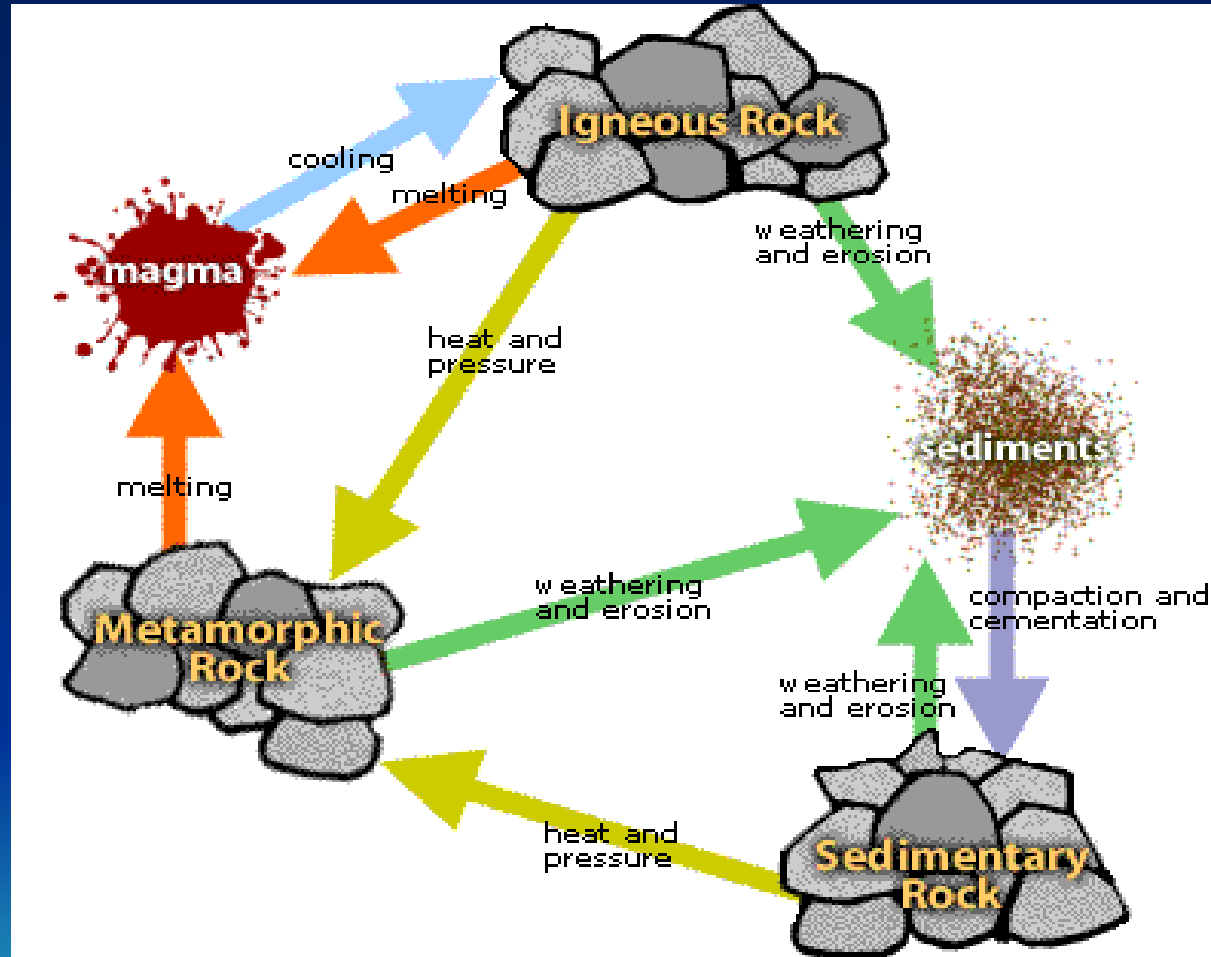 Igneous Rock
cooling
melting
weathering
and erosion
magma
heat and
pressure
sediments
melting
weathering
and erosion
compaction and
cementation
Metamorphic
Rock
weathering
and erosion
heat and
pressure
Sedimentary
Rock